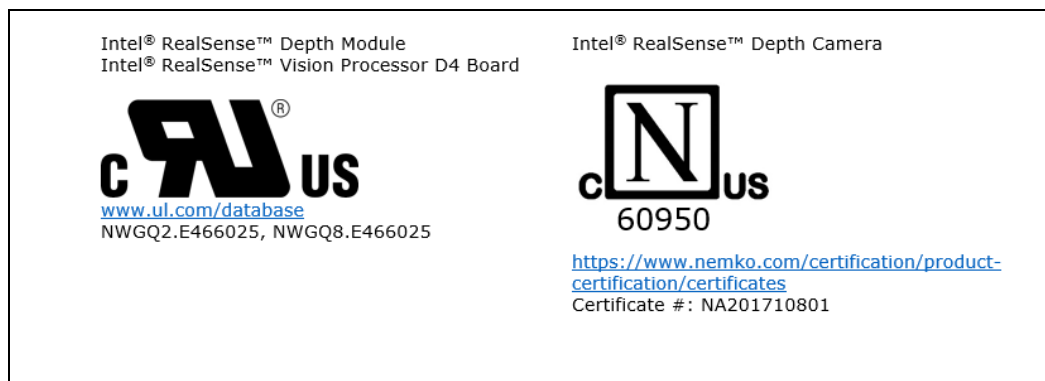 Intel® RealSense™ Depth Module
Intel® RealSense™ Vision Processor D4 Board
C RU® US
www.ul.com/database
NWGQ2.E466025, NWGQ8.E466025
Intel® RealSense™ Depth Camera
C N US
60950
https://www.nemko.com/certification/product-
certification/certificates
Certificate #: NA201710801